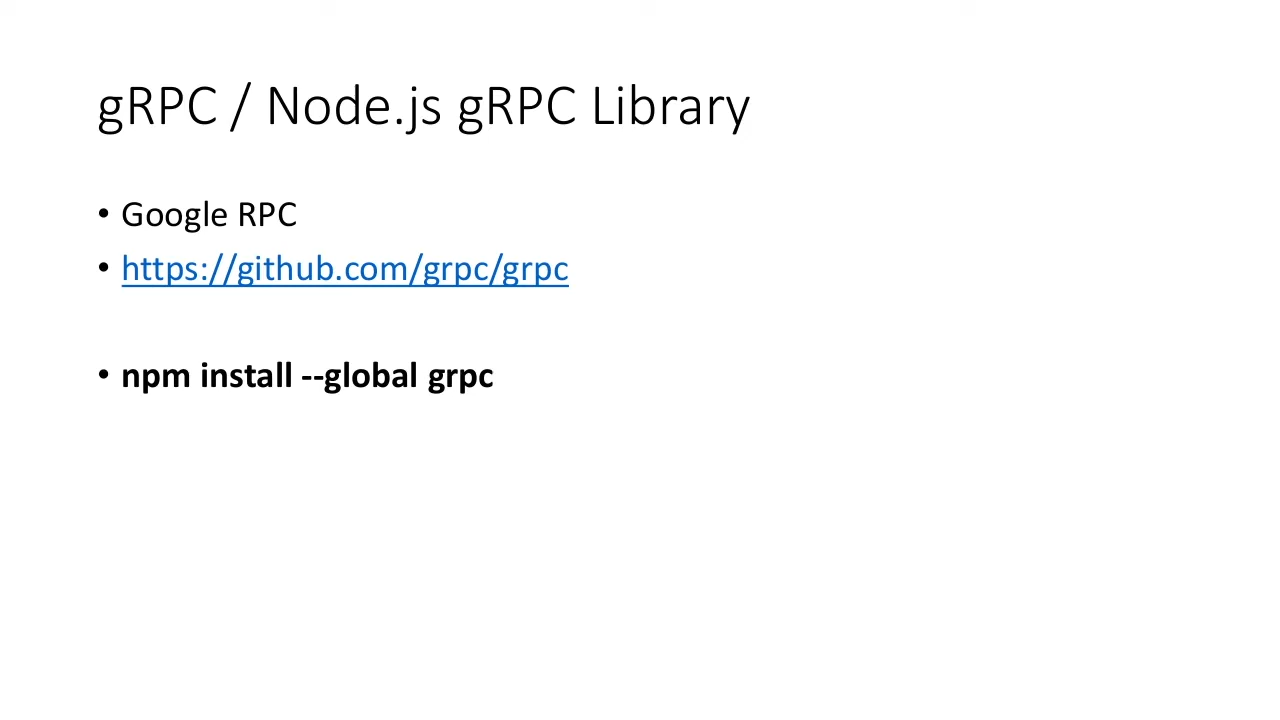 gRPC / Node.js gRPC Library
• Google RPC
• https://github.com/grpc/grpc
• npm install --global grpc